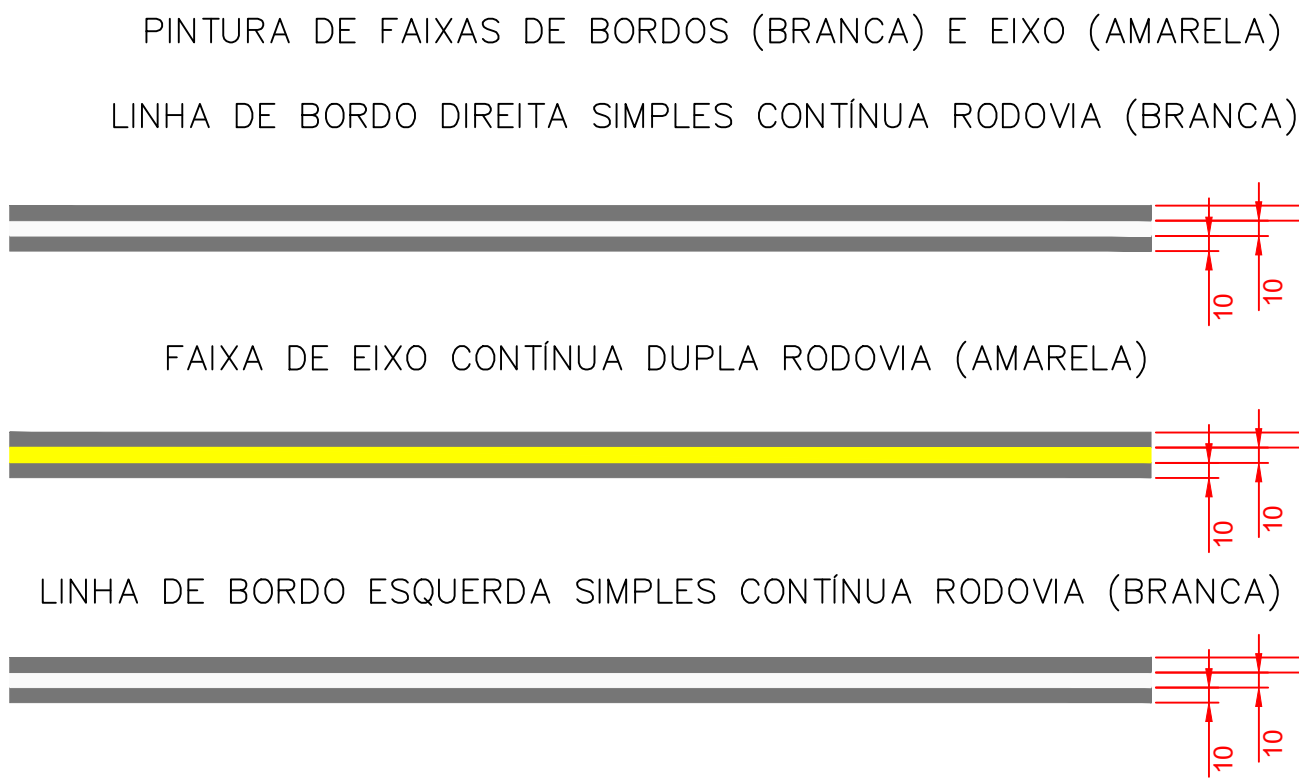 PINTURA DE FAIXAS DE BORDOS (BRANCA) E EIXO (AMARELA)
LINHA DE BORDO DIREITA SIMPLES CONTÍNUA RODOVIA (BRANCA)
10
10
FAIXA DE EIXO CONTÍNUA DUPLA RODOVIA (AMARELA)
10
10
LINHA DE BORDO ESQUERDA SIMPLES CONTÍNUA RODOVIA (BRANCA)
10
10